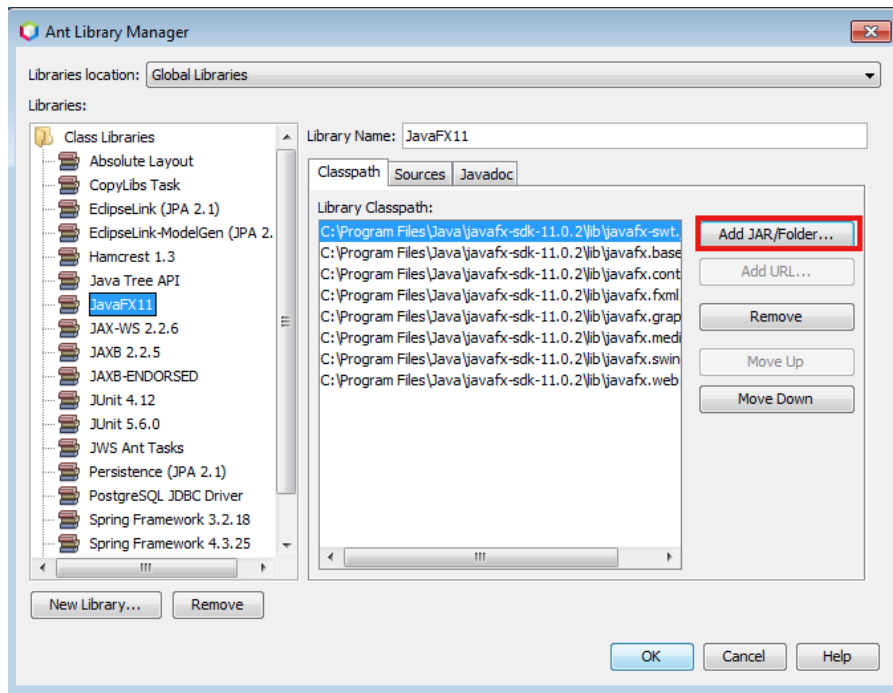 Ant Library Manager
Libraries location: Global Libraries
Libraries:
Class Libraries
Absolute Layout
CopyLibs Task
EclipseLink (JPA 2.1)
EclipseLink-ModelGen (JPA 2.
Hamcrest 1.3
Java Tree API
JavaFX11
JAX-WS 2.2.6
JAXB 2.2.5
JAXB-ENDORSED
JUnit 4.12
JUnit 5.6.0
JWS Ant Tasks
Persistence (JPA 2.1)
PostgreSQL JDBC Driver
Spring Framework 3.2.18
Spring Framework 4.3.25
New Library... Remove
Library Name: JavaFX11
Classpath Sources Javadoc
Library Classpath:
C:\Program Files\Java\javafx-sdk-11.0.2\lib\javafx-swt.
C:\Program Files\Java\javafx-sdk-11.0.2\lib\javafx.base
C:\Program Files\Java\javafx-sdk-11.0.2\lib\javafx.cont
C:\Program Files\Java\javafx-sdk-11.0.2\lib\javafx.fxml
C:\Program Files\Java\javafx-sdk-11.0.2\lib\javafx.grap
C:\Program Files\Java\javafx-sdk-11.0.2\lib\javafx.medi
C:\Program Files\Java\javafx-sdk-11.0.2\lib\javafx.swin
C:\Program Files\Java\javafx-sdk-11.0.2\lib\javafx.web
Add JAR/Folder...
Add URL...
Remove
Move Up
Move Down
OK Cancel Help